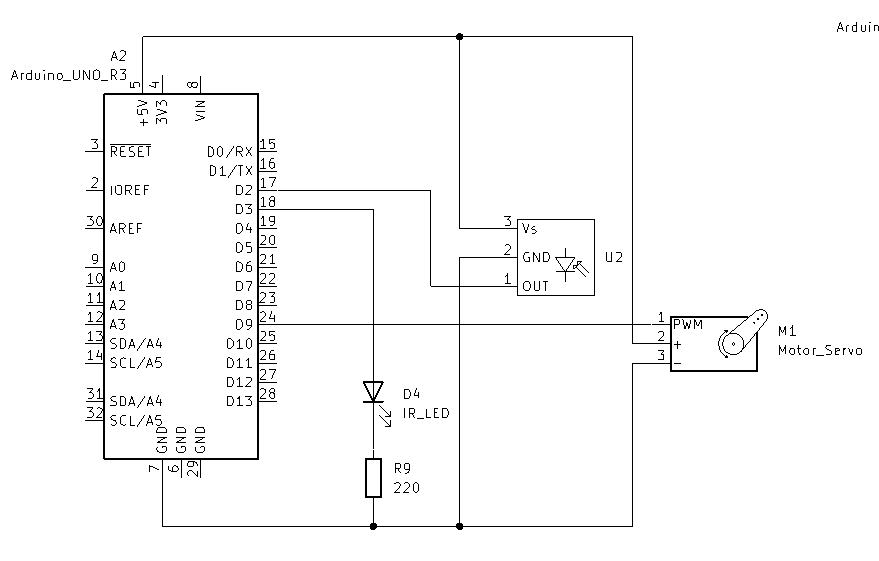 Arduin
A2
Arduino_UNO_R3
5
4
8
+5V
3V3
VIN
3 RESET D0/RX 15
D1/TX 16
2 IOREF D2 17
D3 18
30 AREF D4 19
D5 20
9 A0 D6 21
10 A1 D7 22
11 A2 D8 23
12 A3 D9 24
13 SDA/A4 D10 25
14 SCL/A5 D11 26
D12 27
31 SDA/A4 D13 28
32 SCL/A5
GND
GND
GND
7
6
29
3 Vs
2 GND
1 OUT
U2
1 PWM
2 +
3 -
M1
Motor_Servo
D4
IR_LED
R9
220